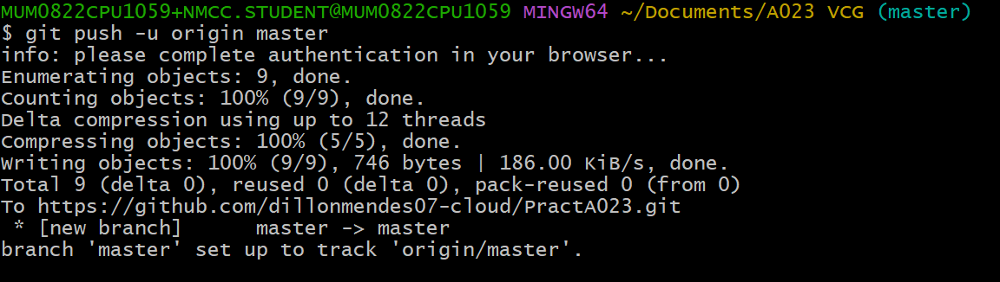 MUM0822CPU1059+NMCC.STUDENT@MUM0822CPU1059 MINGW64 ~/Documents/A023 VCG (master)
$ git push -u origin master
info: please complete authentication in your browser...
Enumerating objects: 9, done.
Counting objects: 100% (9/9), done.
Delta compression using up to 12 threads
Compressing objects: 100% (5/5), done.
Writing objects: 100% (9/9), 746 bytes | 186.00 KiB/s, done.
Total 9 (delta 0), reused 0 (delta 0), pack-reused 0 (from 0)
To https://github.com/dillonmendes07-cloud/PractA023.git
 * [new branch]      master -> master
branch 'master' set up to track 'origin/master'.